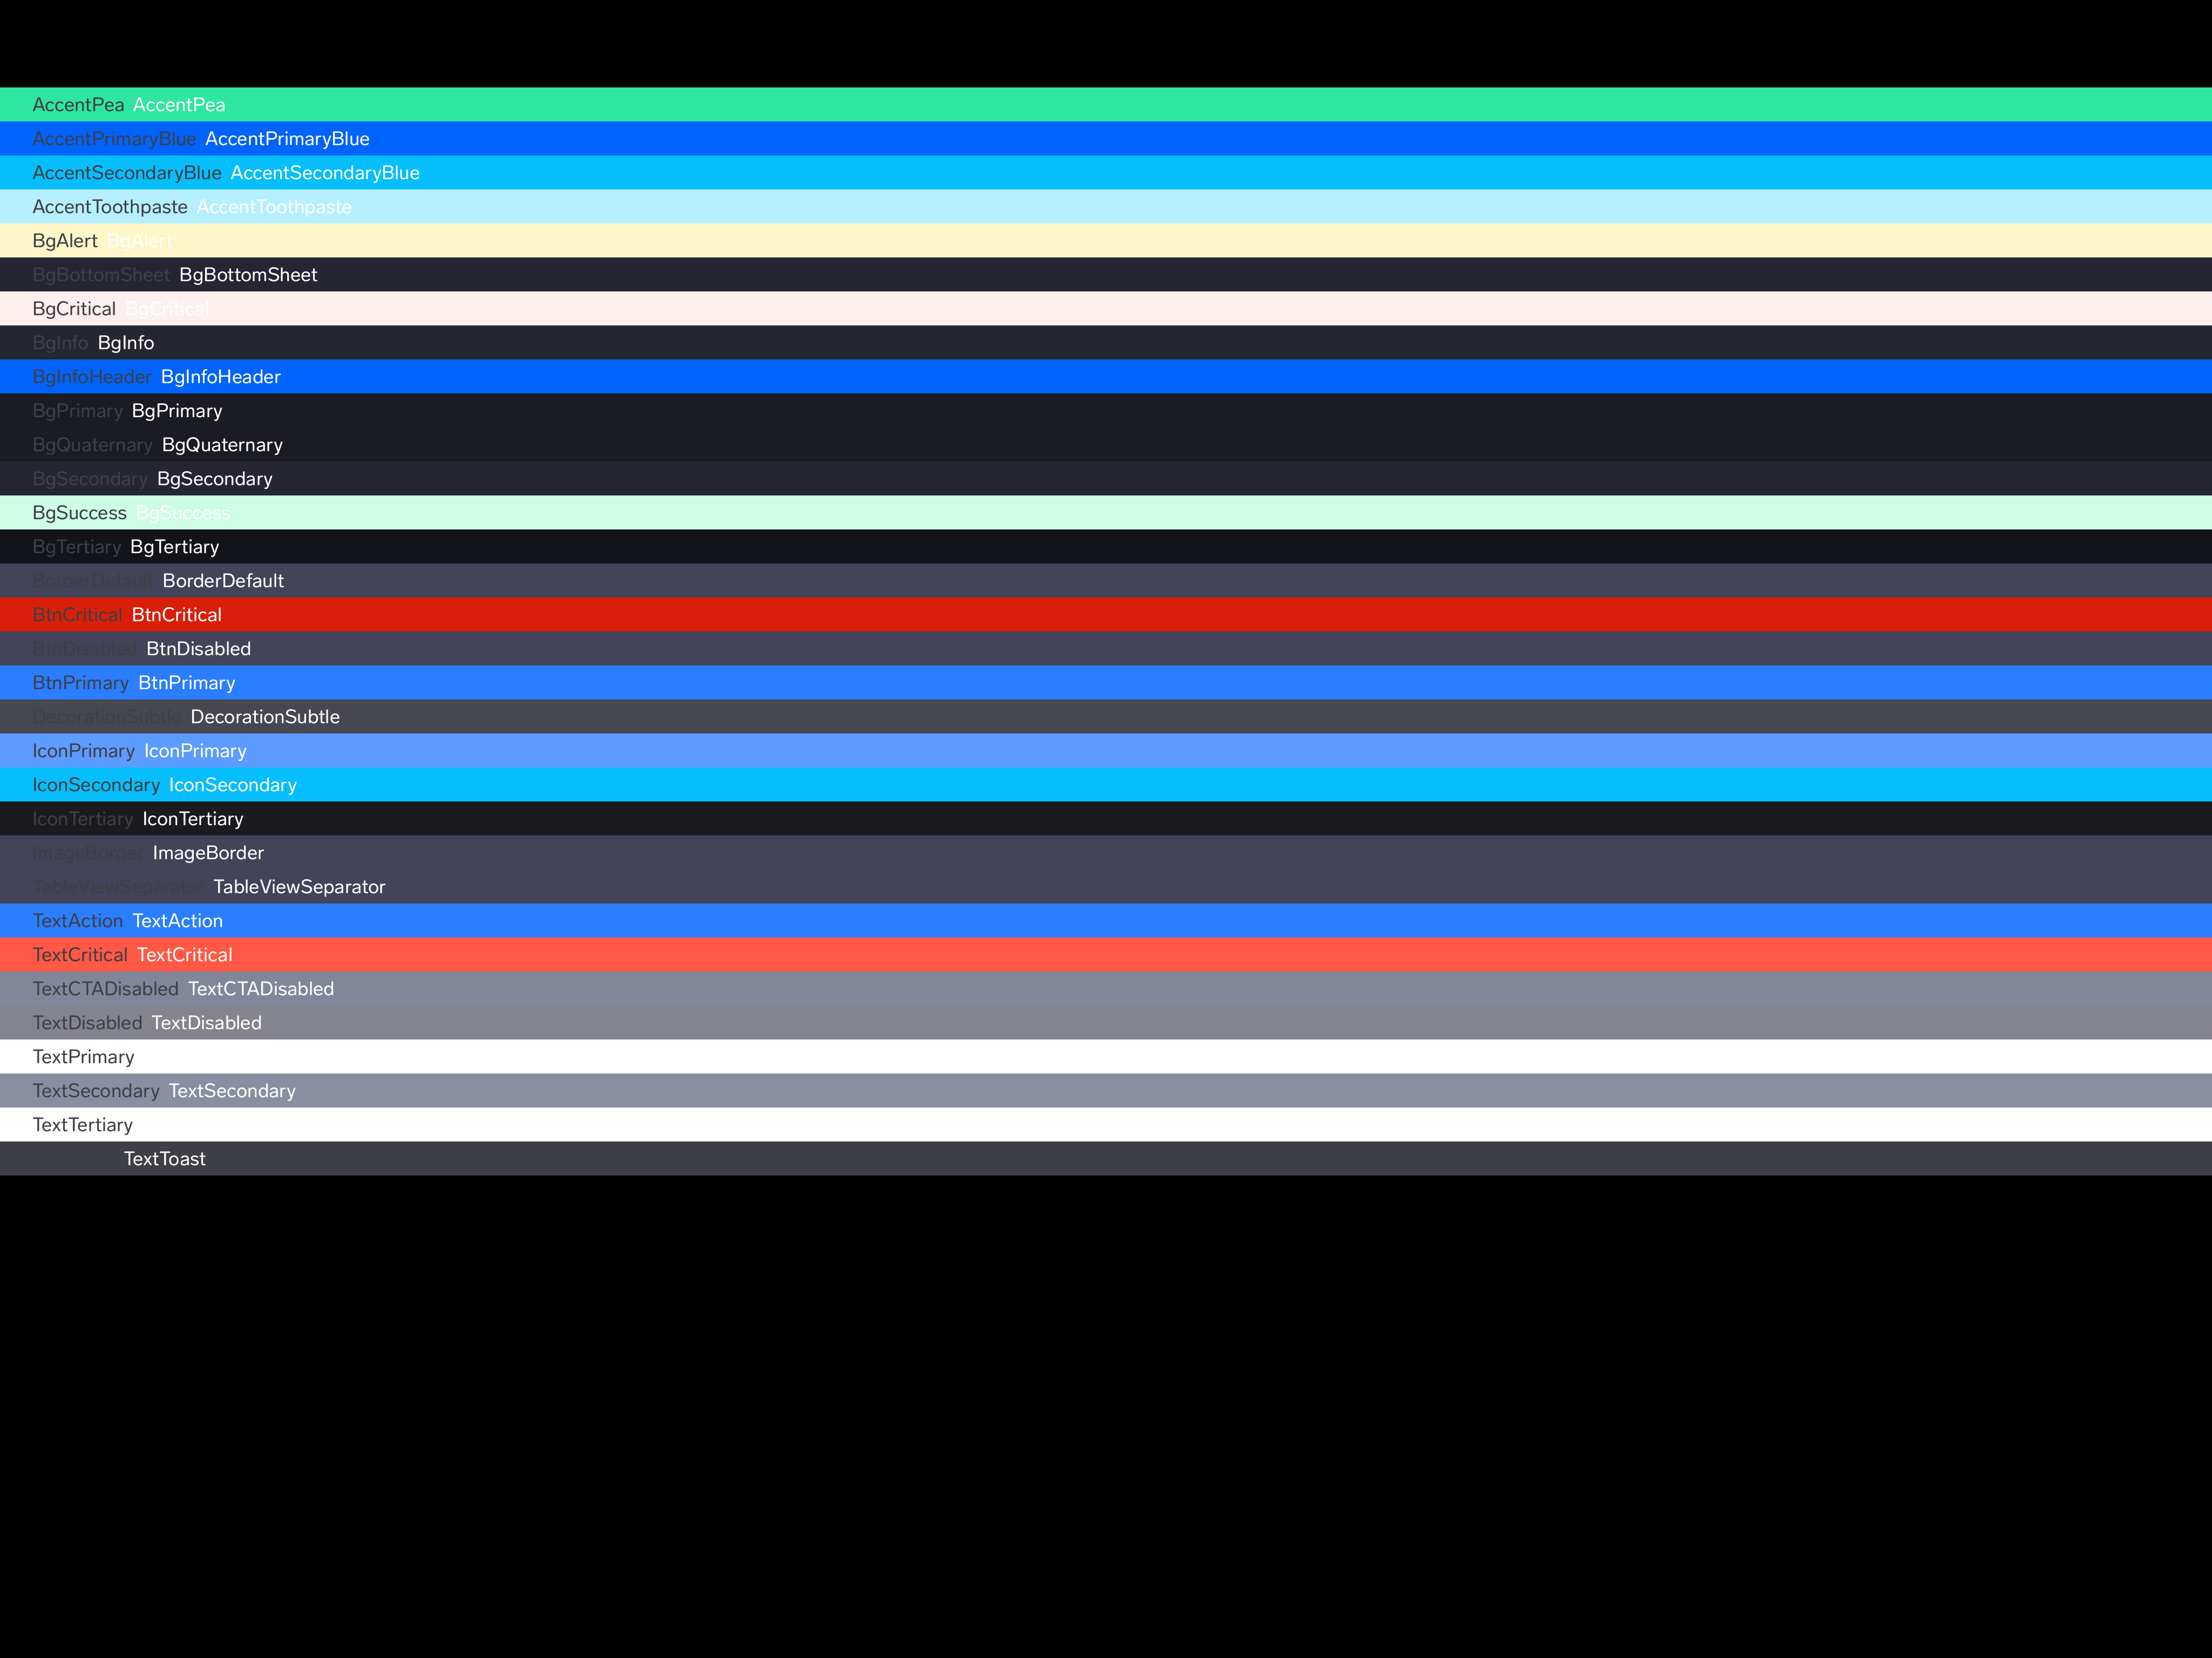 AccentPea AccentPea
AccentPrimaryBlue AccentPrimaryBlue
AccentSecondaryBlue AccentSecondaryBlue
AccentToothpaste AccentToothpaste
BgAlert BgAlert
BgBottomSheet BgBottomSheet
BgCritical BgCritical
BgInfo BgInfo
BgInfoHeader BgInfoHeader
BgPrimary BgPrimary
BgQuaternary BgQuaternary
BgSecondary BgSecondary
BgSuccess BgSuccess
BgTertiary BgTertiary
BorderDefault BorderDefault
BtnCritical BtnCritical
BtnDisabled BtnDisabled
BtnPrimary BtnPrimary
DecorationSubtle DecorationSubtle
IconPrimary IconPrimary
IconSecondary IconSecondary
IconTertiary IconTertiary
ImageBorder ImageBorder
TableViewSeparator TableViewSeparator
TextAction TextAction
TextCritical TextCritical
TextCTADisabled TextCTADisabled
TextDisabled TextDisabled
TextPrimary
TextSecondary TextSecondary
TextTertiary
TextToast